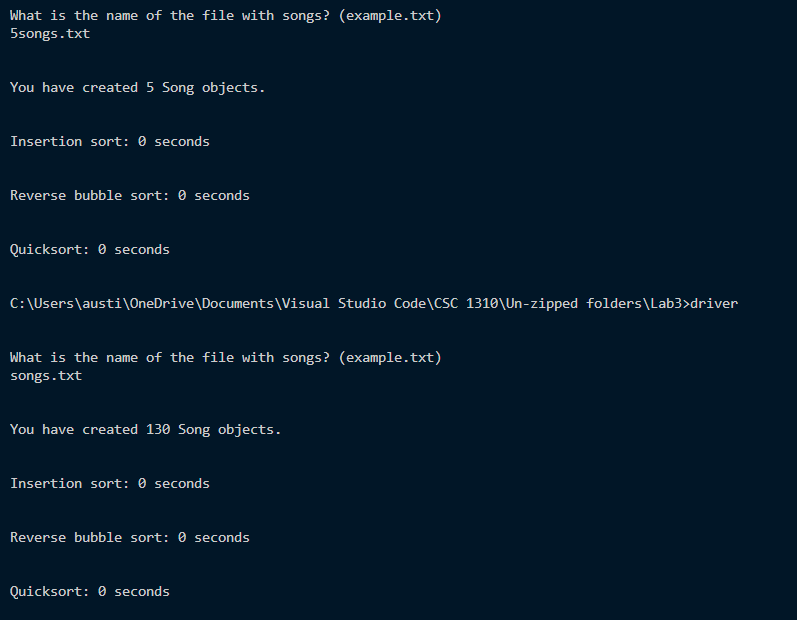 What is the name of the file with songs? (example.txt)
5songs.txt
You have created 5 Song objects.
Insertion sort: 0 seconds
Reverse bubble sort: 0 seconds
Quicksort: 0 seconds
C:\Users\austi\OneDrive\Documents\Visual Studio Code\CSC 1310\Un-zipped folders\Lab3>driver
What is the name of the file with songs? (example.txt)
songs.txt
You have created 130 Song objects.
Insertion sort: 0 seconds
Reverse bubble sort: 0 seconds
Quicksort: 0 seconds